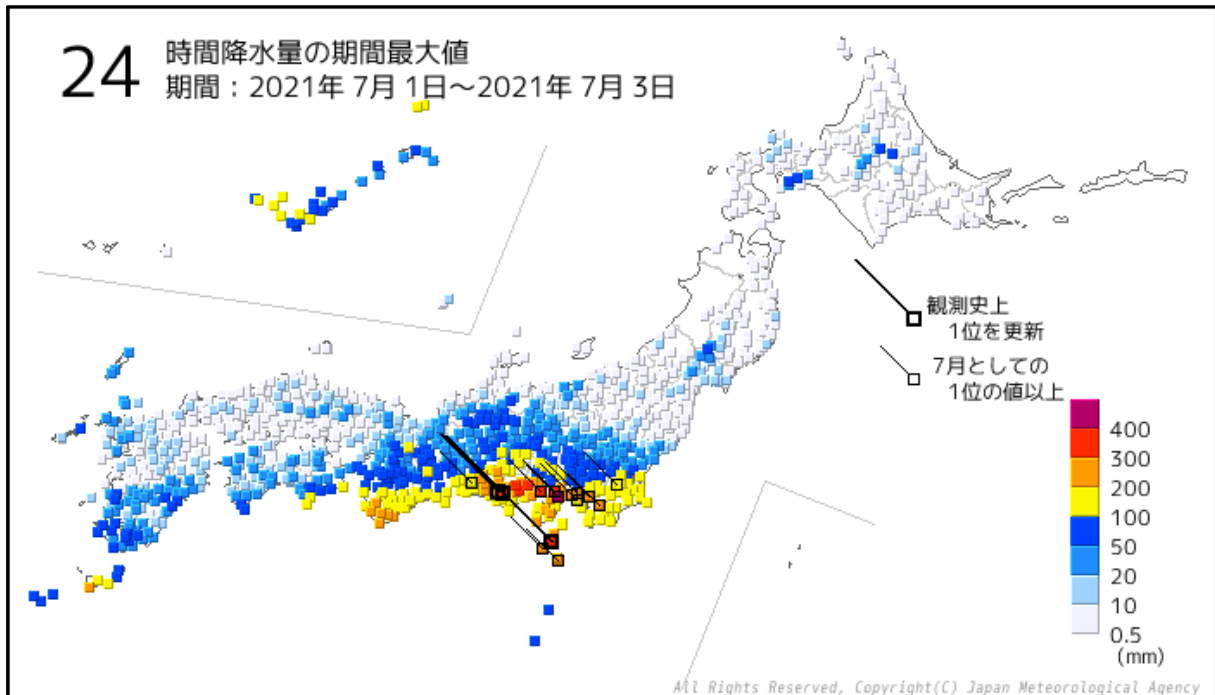 24
時間降水量の期間最大値
期間：2021年 7月 1日～2021年 7月 3日
観測史上
1位を更新
7月としての
1位の値以上
400
300
200
100
50
20
10
0.5
(mm)
All Rights Reserved, Copyright(C) Japan Meteorological Agency